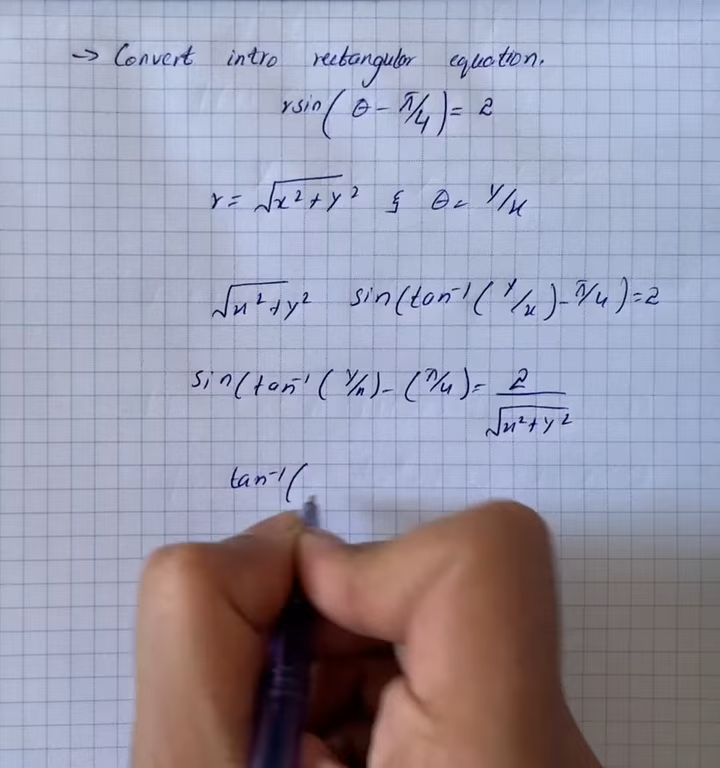 → Convert intro rectangular equation.
r sin(θ - π/4) = 2
r = √x² + y² & θ = y/x
√x² + y² sin(tan⁻¹(y/x) - π/4) = 2
sin(tan⁻¹(y/x) - (π/4) = 2/√x² + y²
tan⁻¹(